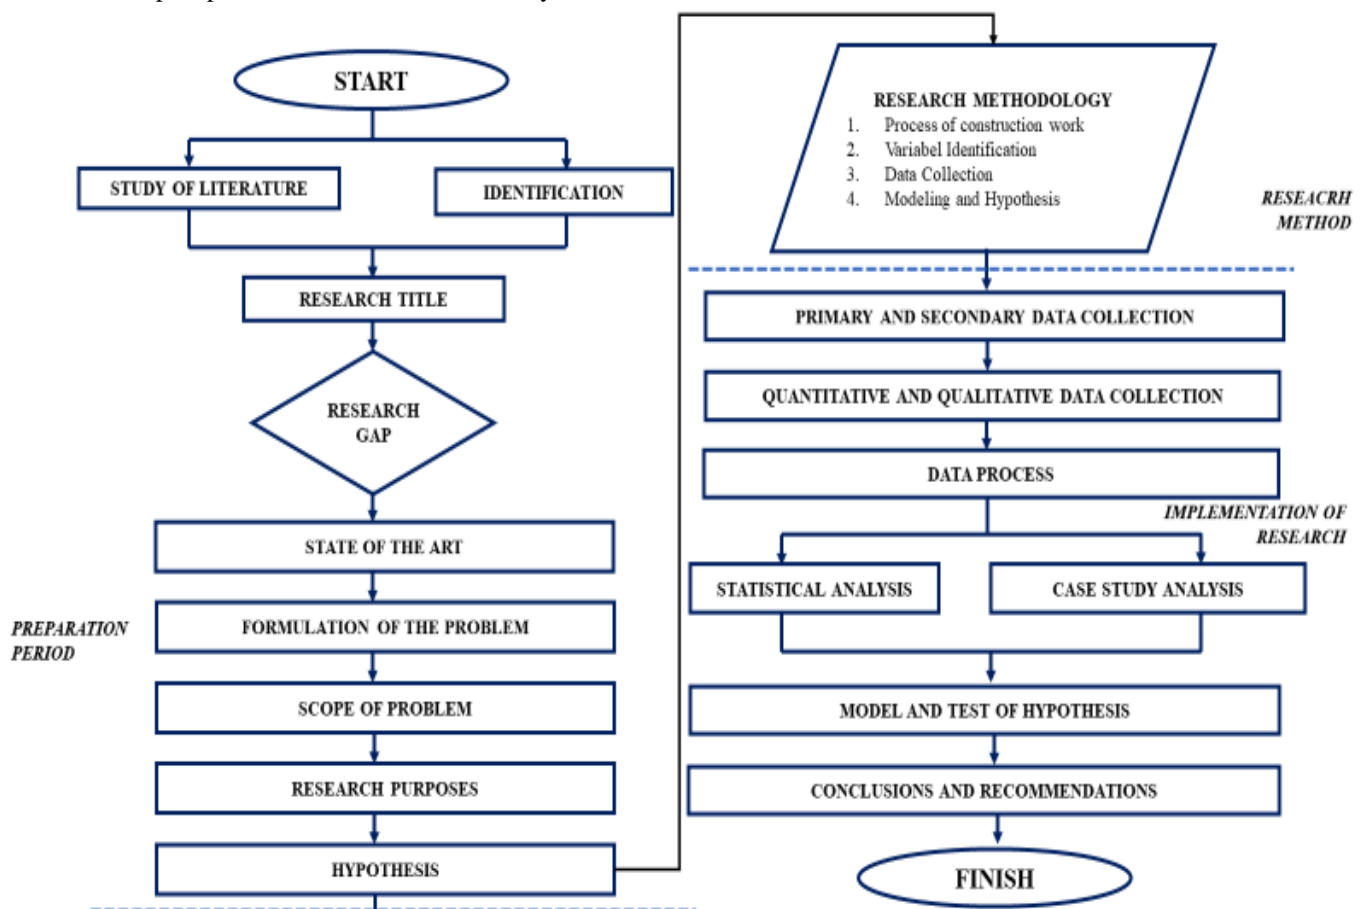 START
STUDY OF LITERATURE
IDENTIFICATION
RESEARCH TITLE
RESEARCH
GAP
STATE OF THE ART
FORMULATION OF THE PROBLEM
PREPARATION
PERIOD
SCOPE OF PROBLEM
RESEARCH PURPOSES
HYPOTHESIS
RESEARCH METHODOLOGY
1. Process of construction work
2. Variabel Identification
3. Data Collection
4. Modeling and Hypothesis
RESEACRH
METHOD
PRIMARY AND SECONDARY DATA COLLECTION
QUANTITATIVE AND QUALITATIVE DATA COLLECTION
DATA PROCESS
IMPLEMENTATION OF
RESEARCH
STATISTICAL ANALYSIS
CASE STUDY ANALYSIS
MODEL AND TEST OF HYPOTHESIS
CONCLUSIONS AND RECOMMENDATIONS
FINISH